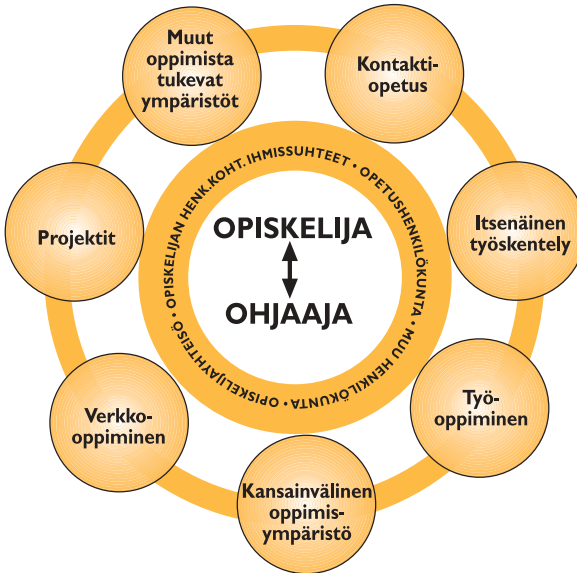 Muut
oppimista
tukevat
ympäristöt
Kontakti-
opetus
Itsenäinen
työskentely
Työ-
oppiminen
Kansainvälinen
oppimis-
ympäristö
Verkko-
oppiminen
Projektit
OPISKELIJAN HENK.KOHT. IHMISSUHTEET • OPETUSHENKILÖKUNTA • MUU HENKILÖKUNTA • OPISKELIJAYHTEISÖ •
OPISKELIJA
OHJAAJA